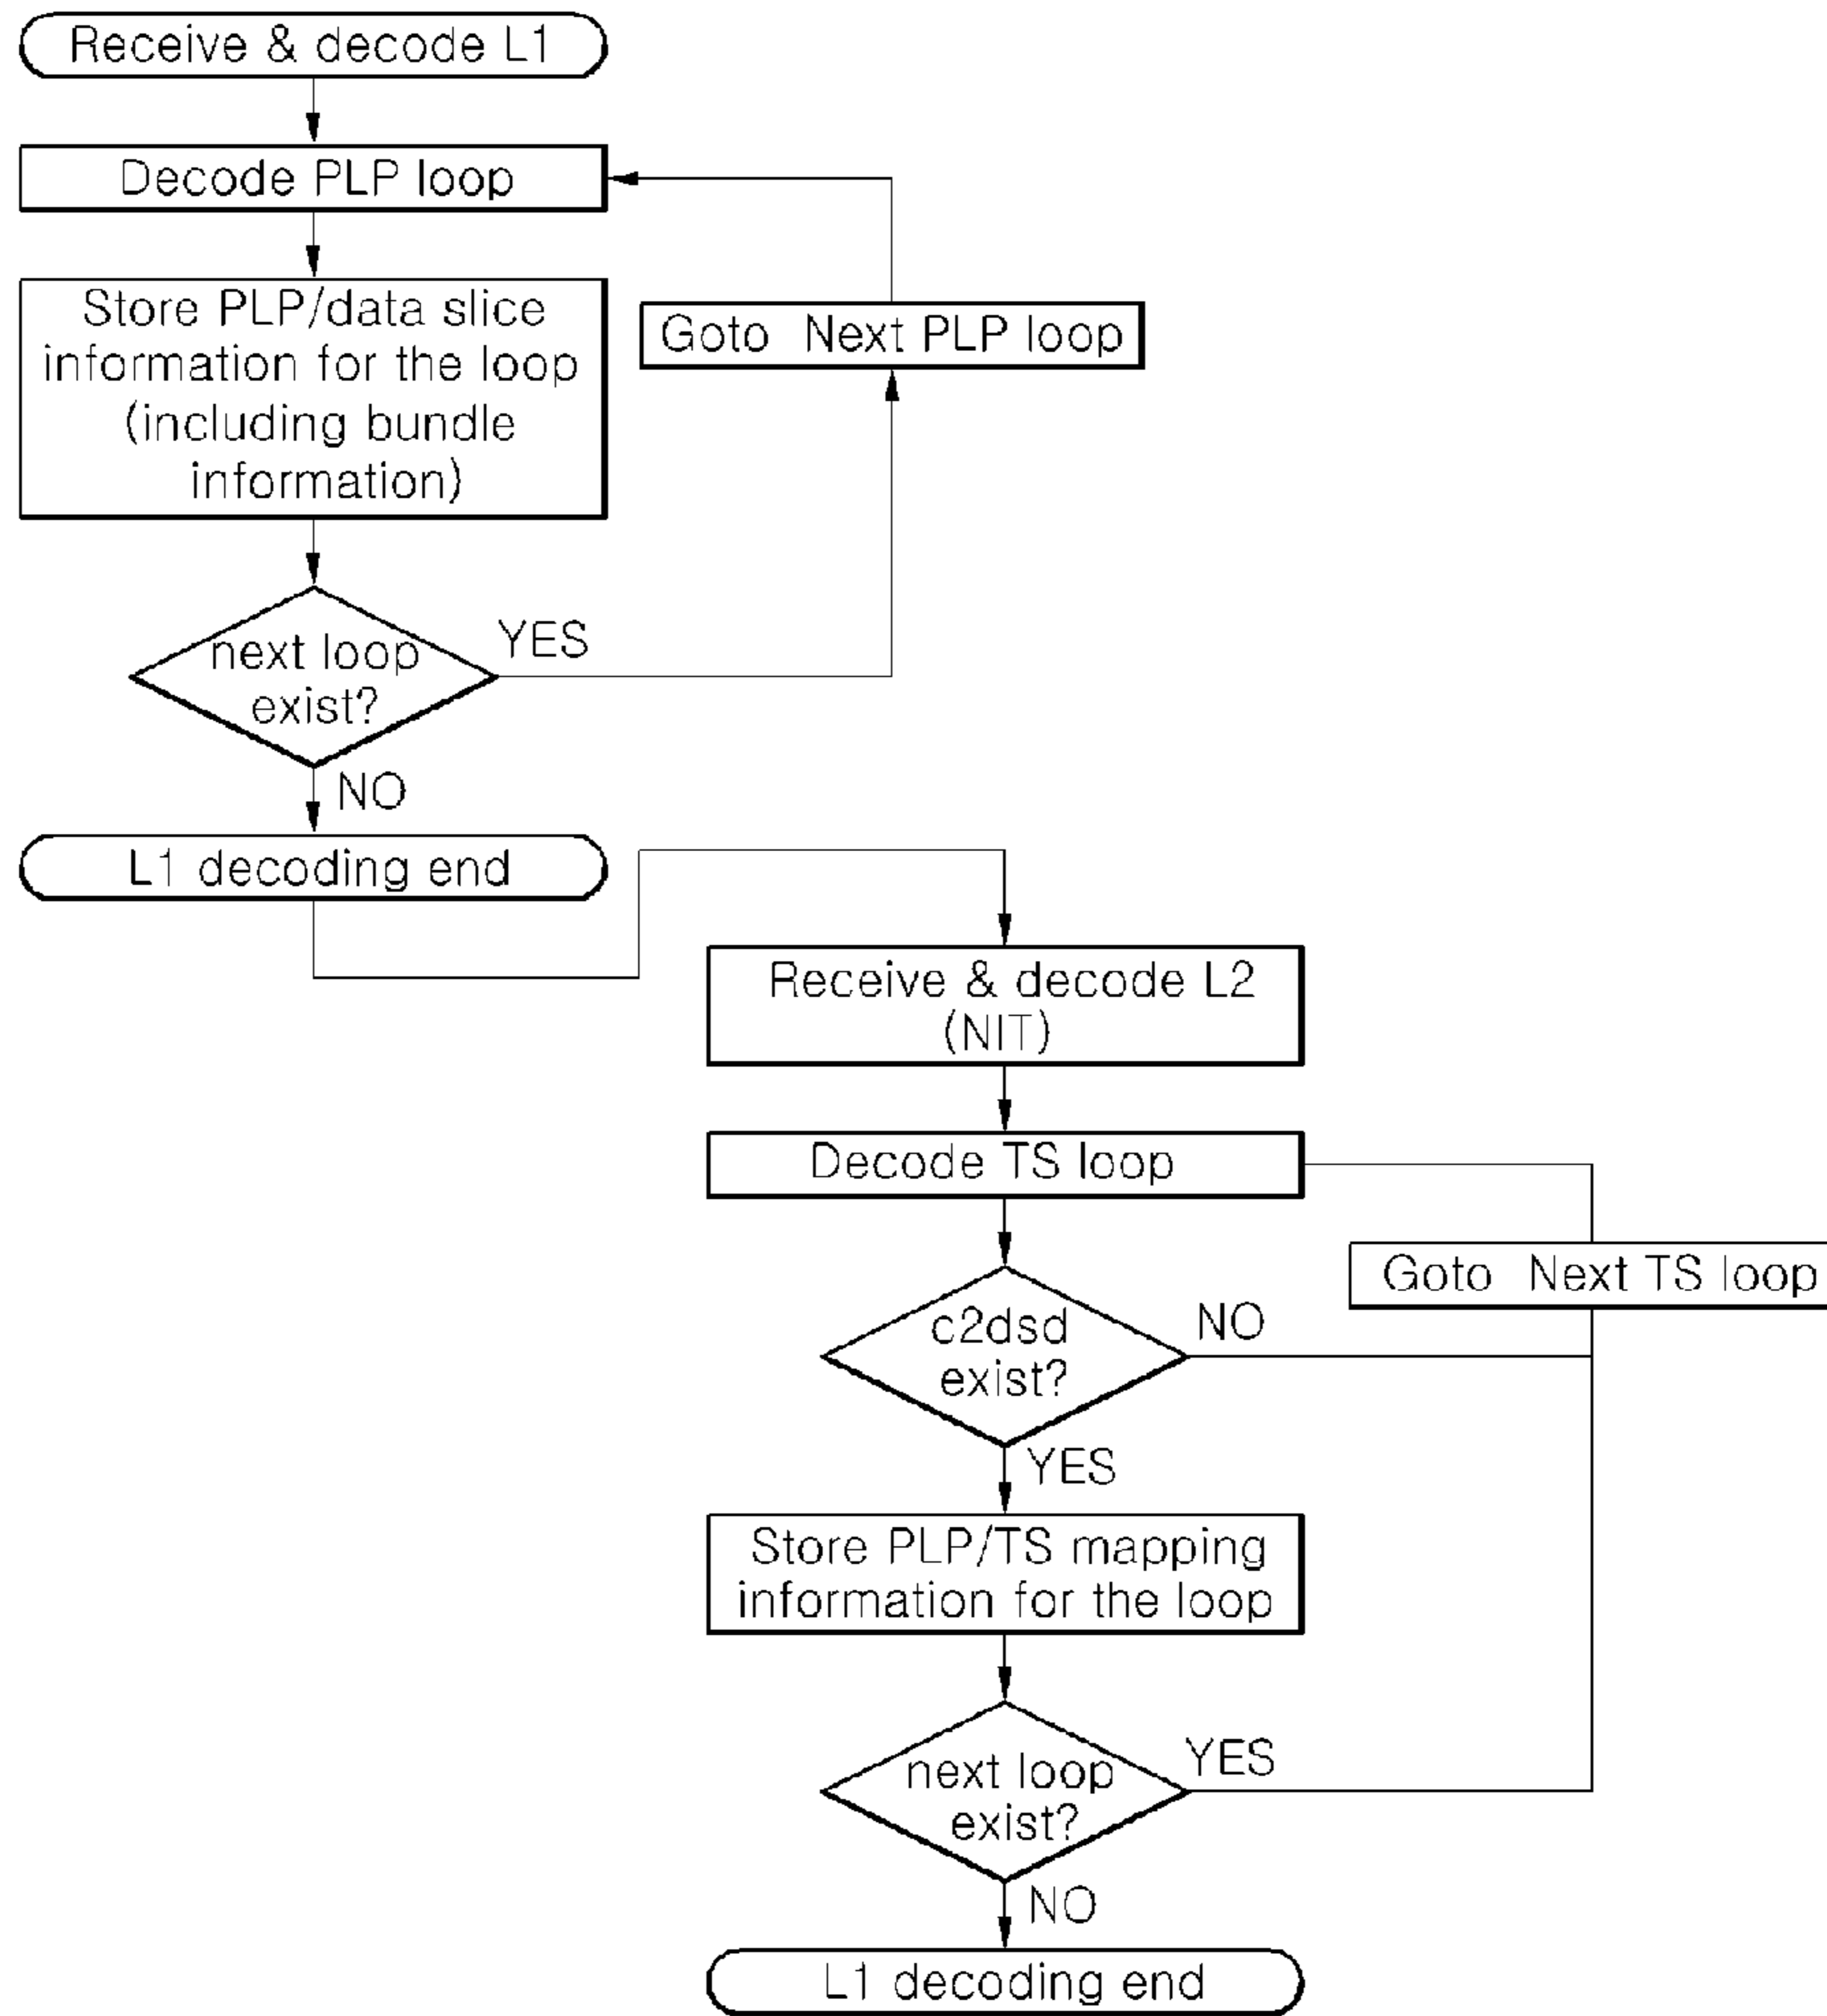 Receive & decode L1
Decode PLP loop
Store PLP/data slice
information for the loop
(including bundle
information)
Goto Next PLP loop
next loop
exist?
YES
NO
L1 decoding end
Receive & decode L2
(NIT)
Decode TS loop
Goto Next TS loop
c2dsd
exist?
NO
YES
Store PLP/TS mapping
information for the loop
next loop
exist?
YES
NO
L1 decoding end